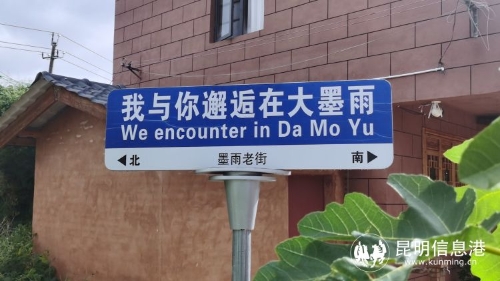 我与你邂逅在大墨雨
We encounter in Da Mo Yu
◀北 墨雨老街 南▶
昆明信息港
www.kunming.cn